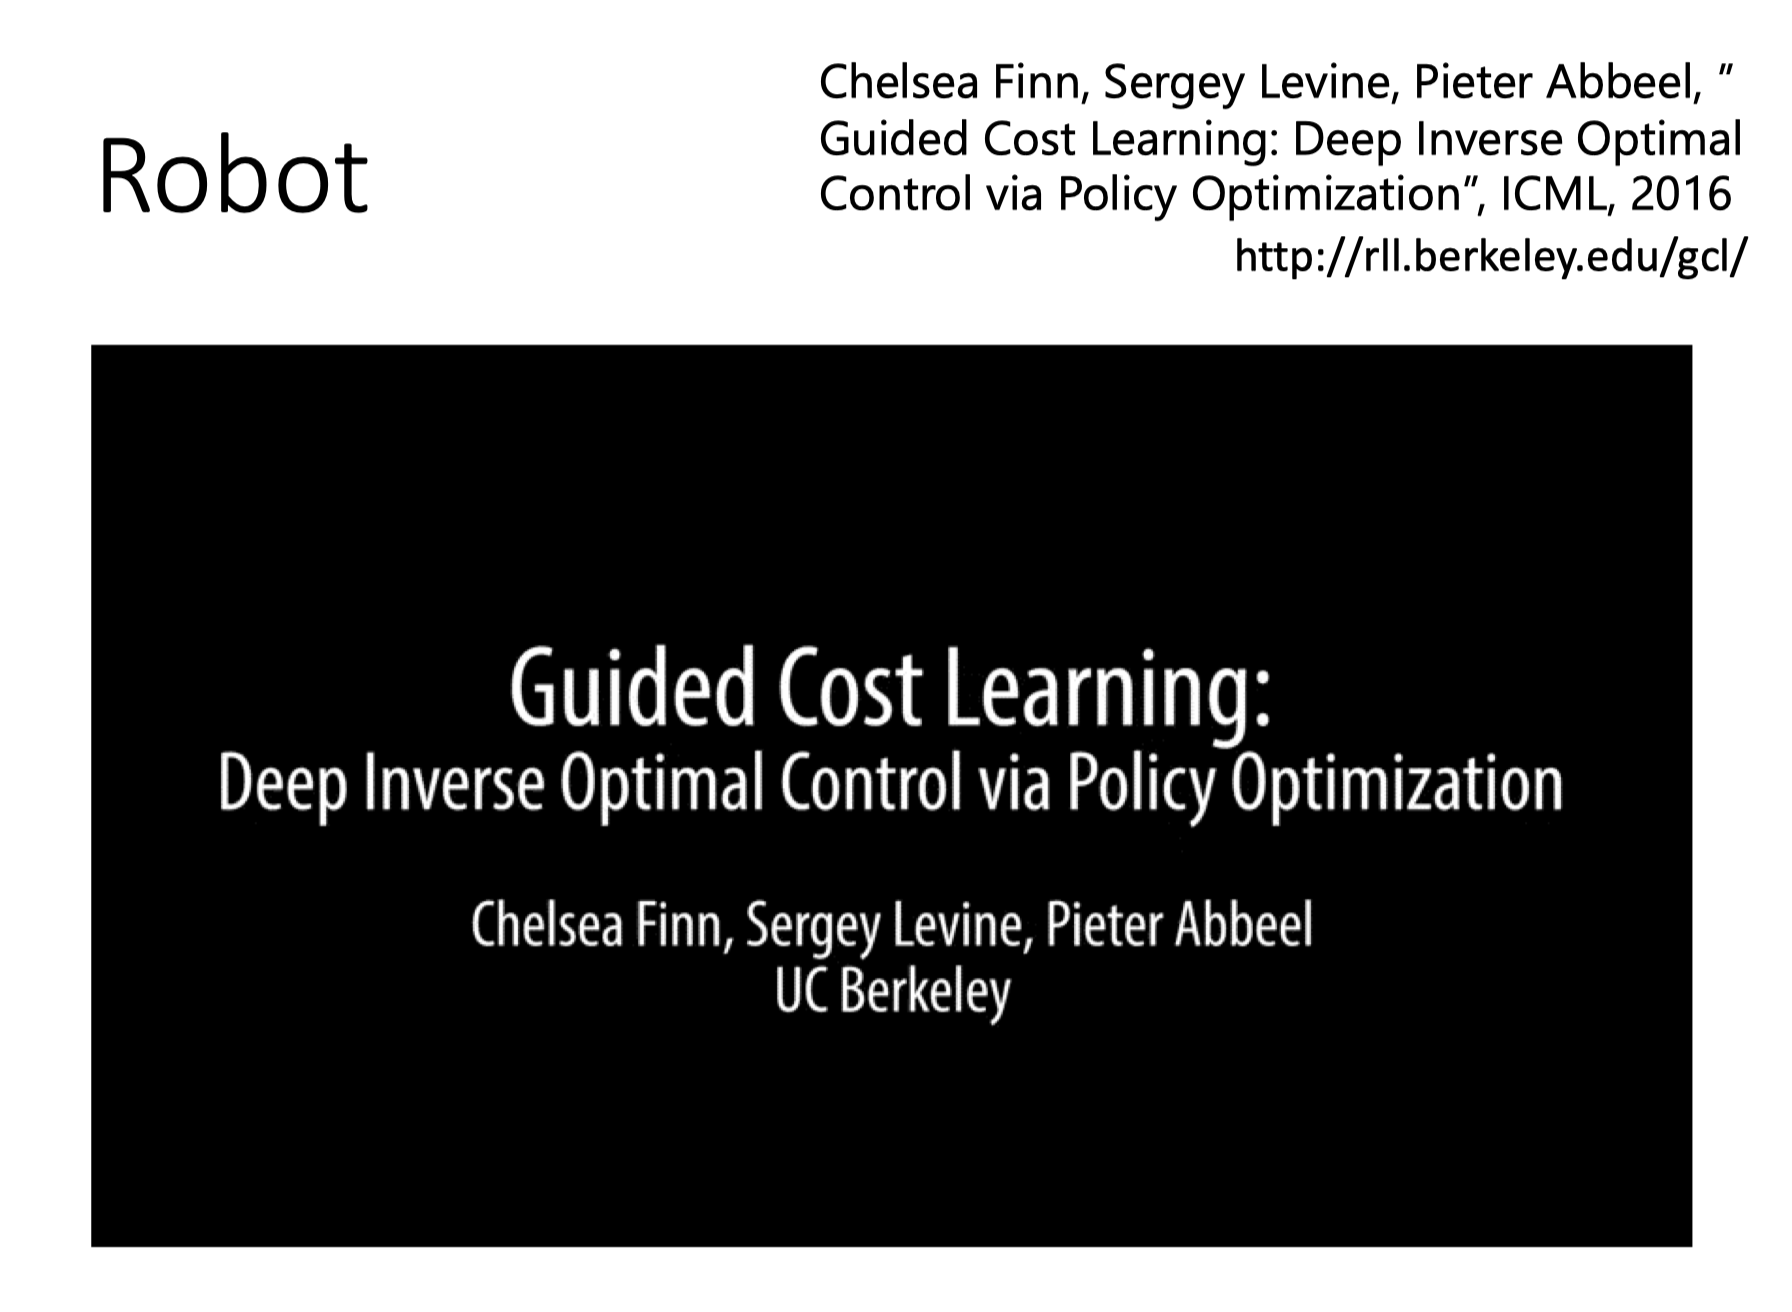 Robot
Chelsea Finn, Sergey Levine, Pieter Abbeel, ”
Guided Cost Learning: Deep Inverse Optimal
Control via Policy Optimization”, ICML, 2016
http://rll.berkeley.edu/gcl/
Guided Cost Learning:
Deep Inverse Optimal Control via Policy Optimization
Chelsea Finn, Sergey Levine, Pieter Abbeel
UC Berkeley